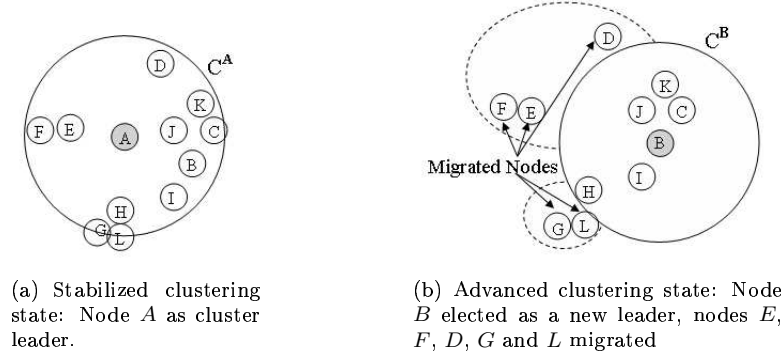 C^A
D
K
F E A J C
B
I
H
G L
D
C^B
K
F E J C
B
Migrated Nodes
I
H
G L
(a) Stabilized clustering
state: Node A as cluster
leader.
(b) Advanced clustering state: Node
B elected as a new leader, nodes E,
F, D, G and L migrated